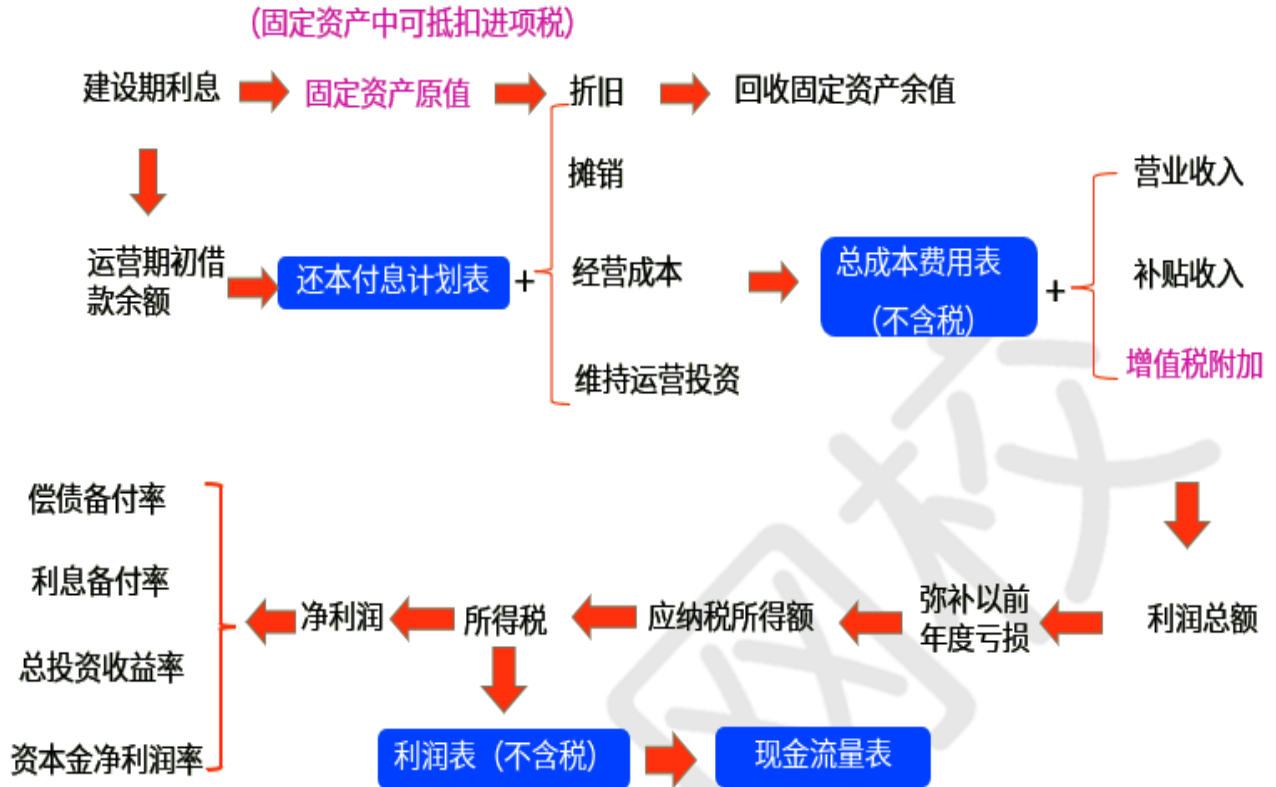 (固定资产中可抵扣进项税)
建设期利息
固定资产原值
折旧
回收固定资产余值
摊销
营业收入
运营期初借
款余额
还本付息计划表
+
经营成本
总成本费用表
（不含税）
+
补贴收入
维持运营投资
增值税附加
偿债备付率
利息备付率
净利润
所得税
应纳税所得额
弥补以前
年度亏损
利润总额
总投资收益率
资本金净利润率
利润表（不含税）
现金流量表
网校